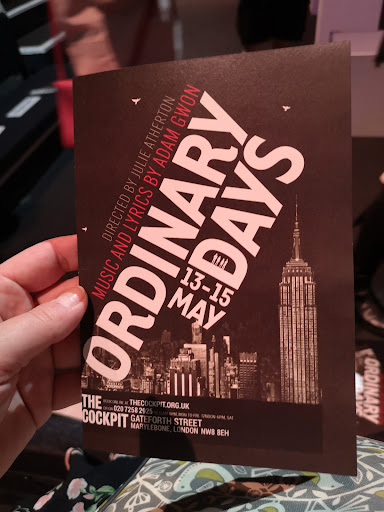 DIRECTED BY JULIE ATHERTON
MUSIC AND LYRICS BY ADAM GWON
ORDINARY
DAYS
13-15
MAY
THE
COCKPIT
THECOCKPIT.ORG.UK
020 7258 2925
GATEFORTH STREET
MARYLEBONE, LONDON NW8 8EH
ORDINARY